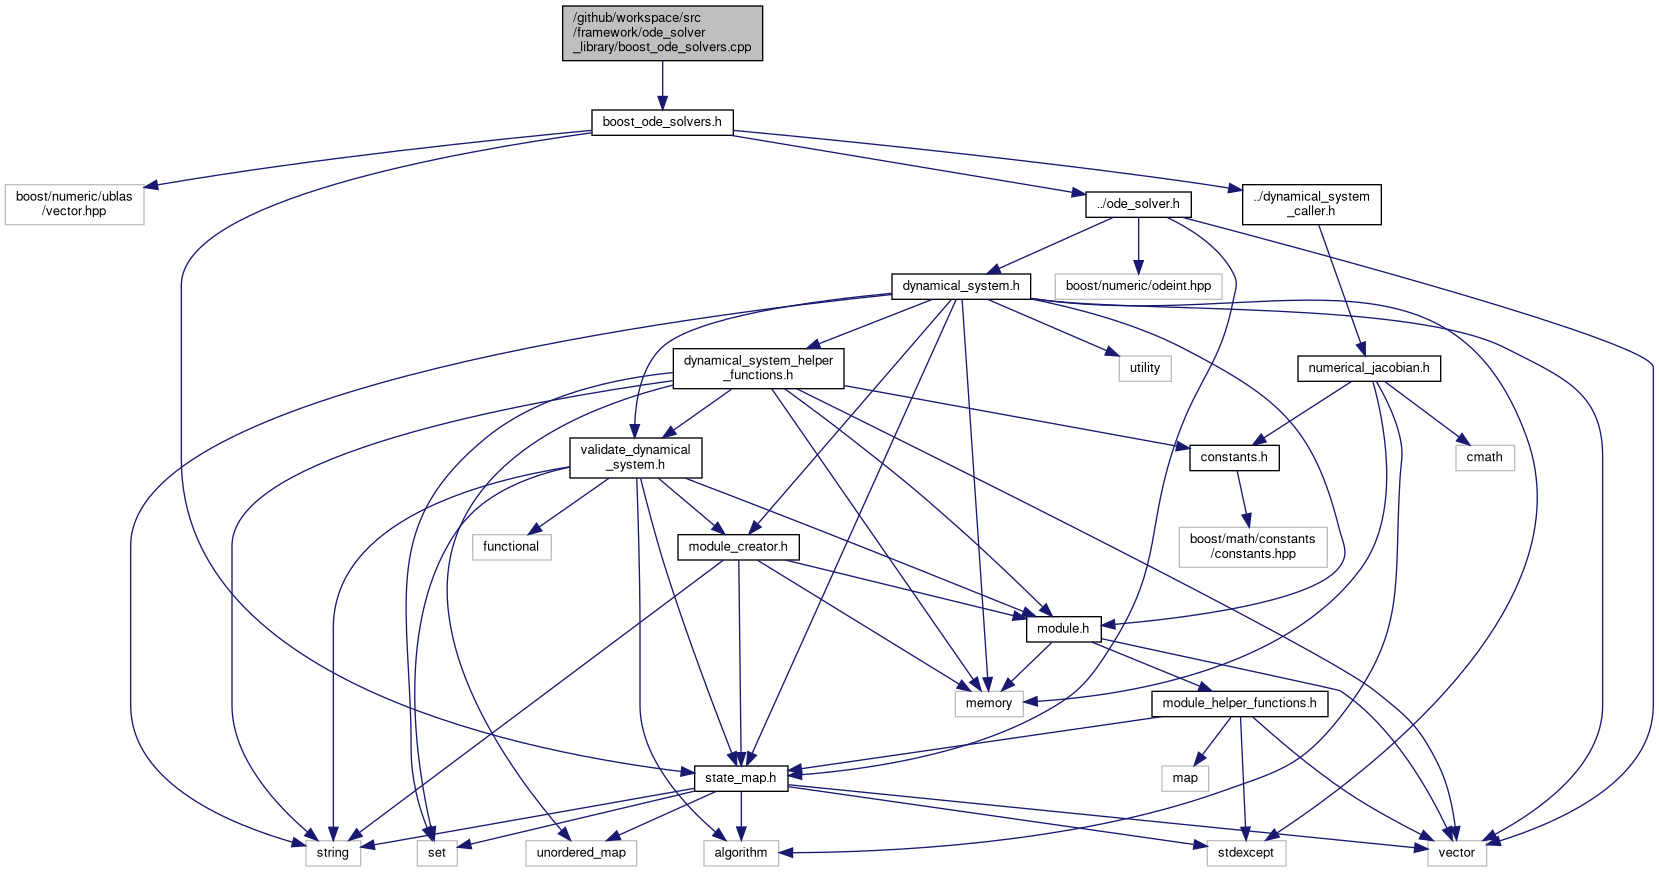 /github/workspace/src
/framework/ode_solver
_library/boost_ode_solvers.cpp
boost_ode_solvers.h
boost/numeric/ublas
/vector.hpp
../ode_solver.h
../dynamical_system
_caller.h
dynamical_system.h
boost/numeric/odeint.hpp
dynamical_system_helper
_functions.h
utility
numerical_jacobian.h
validate_dynamical
_system.h
constants.h
cmath
functional
module_creator.h
boost/math/constants
/constants.hpp
module.h
memory
module_helper_functions.h
state_map.h
map
string
set
unordered_map
algorithm
stdexcept
vector